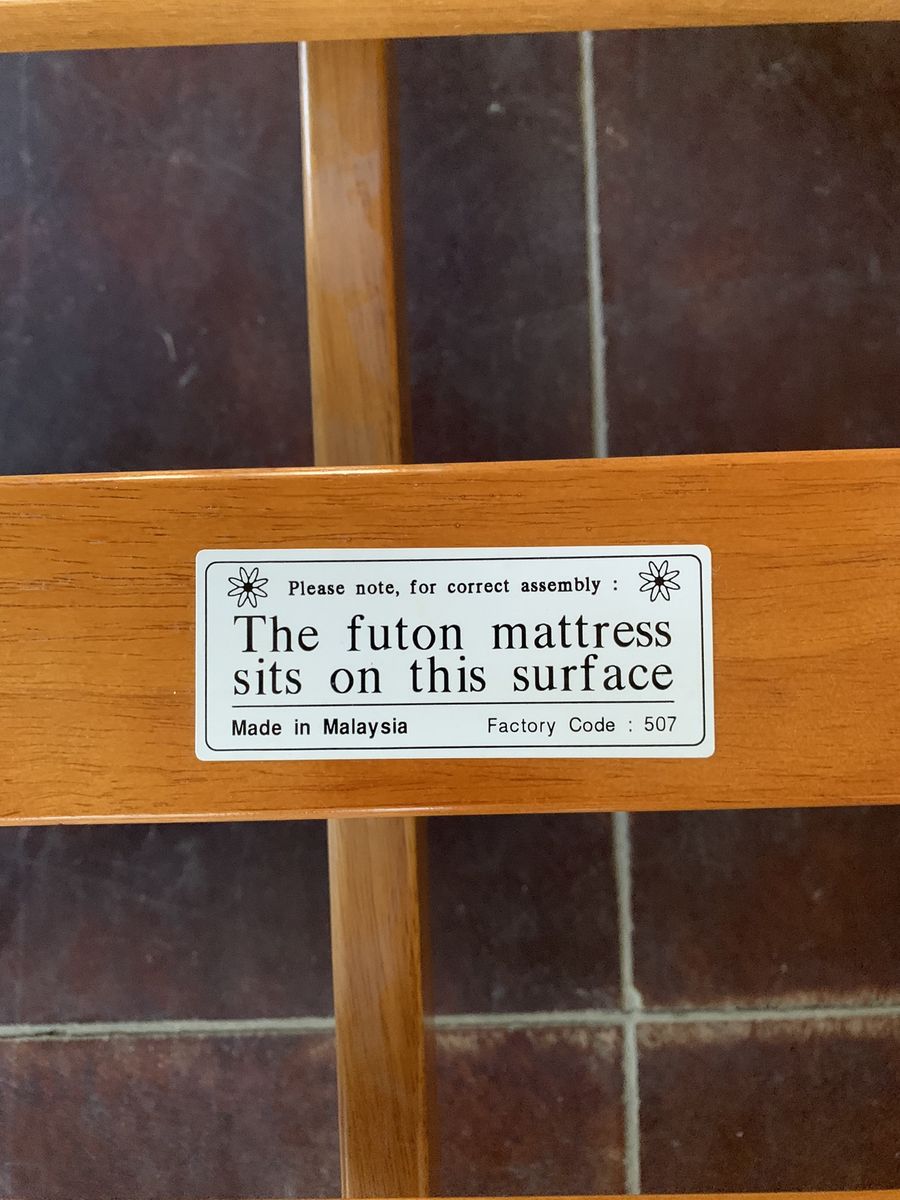 Please note, for correct assembly :
The futon mattress
sits on this surface
Made in Malaysia Factory Code : 507